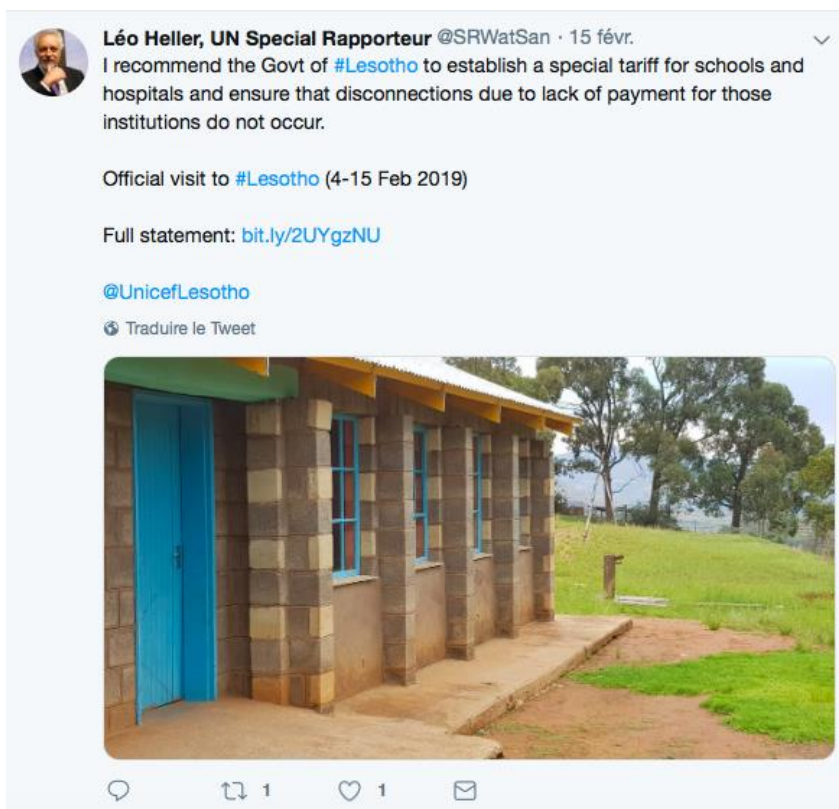 Léo Heller, UN Special Rapporteur @SRWatSan · 15 févr.
I recommend the Govt of #Lesotho to establish a special tariff for schools and
hospitals and ensure that disconnections due to lack of payment for those
institutions do not occur.
Official visit to #Lesotho (4-15 Feb 2019)
Full statement: bit.ly/2UYgzNU
@UnicefLesotho
Traduire le Tweet
1 1